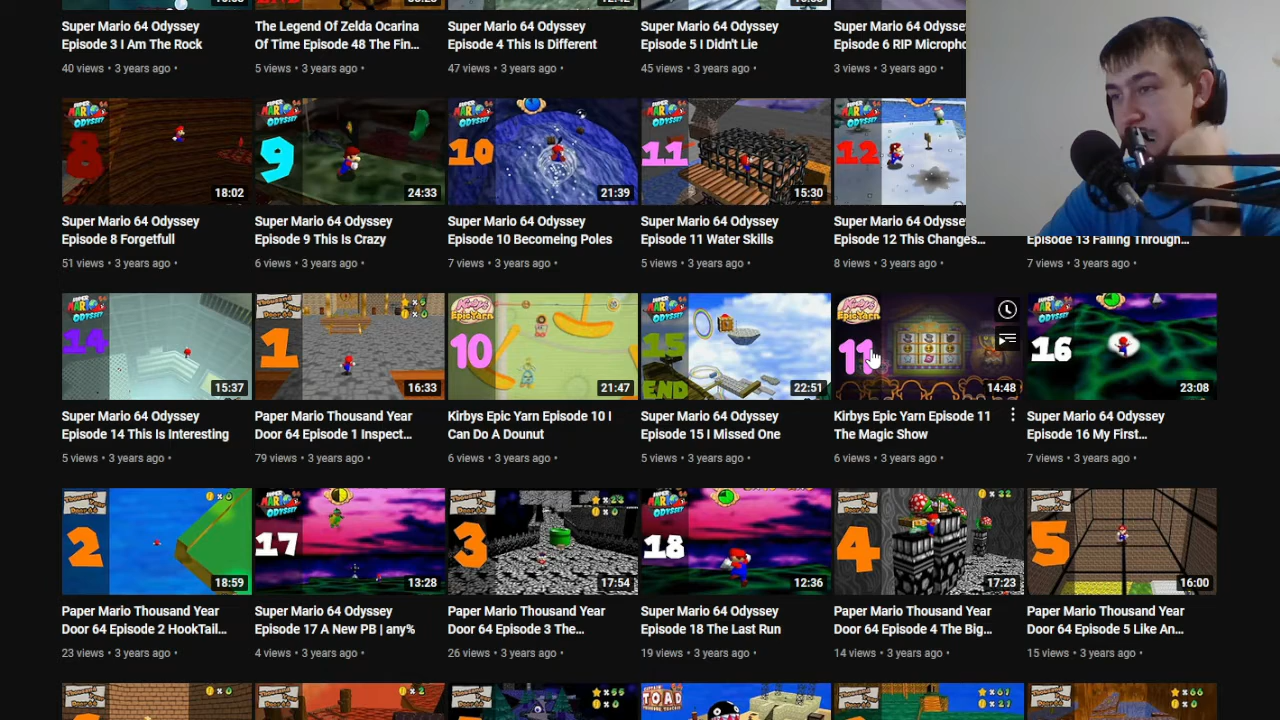 Super Mario 64 Odyssey
Episode 3 I Am The Rock
40 views • 3 years ago •
The Legend Of Zelda Ocarina
Of Time Episode 48 The Fin...
5 views • 3 years ago •
Super Mario 64 Odyssey
Episode 4 This Is Different
47 views • 3 years ago •
Super Mario 64 Odyssey
Episode 5 I Didn't Lie
45 views • 3 years ago •
Super Mario 64 Odyssey
Episode 6 RIP Micropho
3 views • 3 years ago •
8
18:02
Super Mario 64 Odyssey
Episode 8 Forgetfull
51 views • 3 years ago •
9
24:33
Super Mario 64 Odyssey
Episode 9 This Is Crazy
6 views • 3 years ago •
10
21:39
Super Mario 64 Odyssey
Episode 10 Becomeing Poles
7 views • 3 years ago •
11
15:30
Super Mario 64 Odyssey
Episode 11 Water Skills
5 views • 3 years ago •
12
Super Mario 64 Odyssey
Episode 12 This Changes...
8 views • 3 years ago •
Episode 13 Falling Through...
7 views • 3 years ago •
14
15:37
Super Mario 64 Odyssey
Episode 14 This Is Interesting
5 views • 3 years ago •
1
16:33
Paper Mario Thousand Year
Door 64 Episode 1 Inspect...
79 views • 3 years ago •
10
21:47
Kirbys Epic Yarn Episode 10 I
Can Do A Dounut
6 views • 3 years ago •
15
END
22:51
Super Mario 64 Odyssey
Episode 15 I Missed One
5 views • 3 years ago •
11
14:48
Kirbys Epic Yarn Episode 11
The Magic Show
6 views • 3 years ago •
16
23:08
Super Mario 64 Odyssey
Episode 16 My First...
7 views • 3 years ago •
2
18:59
Paper Mario Thousand Year
Door 64 Episode 2 HookTail...
23 views • 3 years ago •
17
13:28
Super Mario 64 Odyssey
Episode 17 A New PB | any%
4 views • 3 years ago •
3
17:54
Paper Mario Thousand Year
Door 64 Episode 3 The...
26 views • 3 years ago •
18
12:36
Super Mario 64 Odyssey
Episode 18 The Last Run
19 views • 3 years ago •
4
17:23
Paper Mario Thousand Year
Door 64 Episode 4 The Big...
14 views • 3 years ago •
5
16:00
Paper Mario Thousand Year
Door 64 Episode 5 Like An...
15 views • 3 years ago •